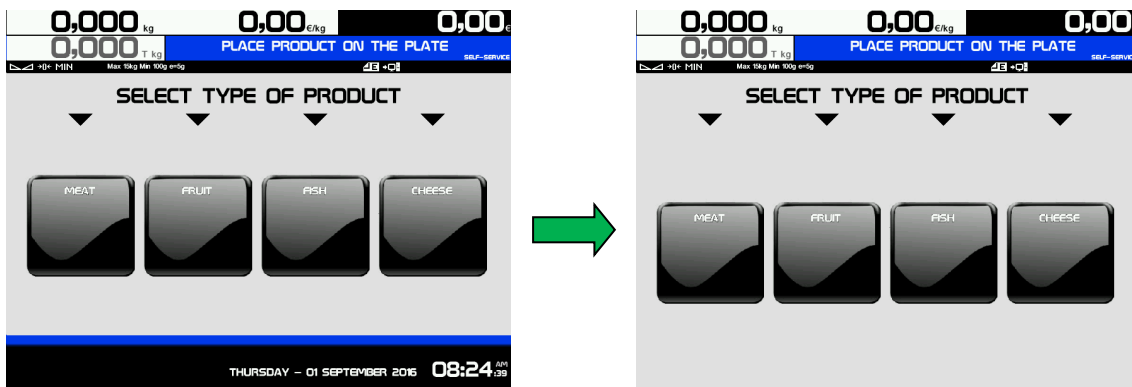 0,000 kg 0,00 €/kg 0,00 €
0,000 T kg PLACE PRODUCT ON THE PLATE
SELF-SERVICE
→0← MIN Max 15kg Min 100g e=5g E
SELECT TYPE OF PRODUCT
MEAT FRUIT FISH CHEESE
THURSDAY - 01 SEPTEMBER 2016 08:24 AM :39
0,000 kg 0,00 €/kg 0,00
0,000 T kg PLACE PRODUCT ON THE PLATE
SELF-SERVIC
→0← MIN Max 15kg Min 100g e=5g E
SELECT TYPE OF PRODUCT
MEAT FRUIT FISH CHEESE